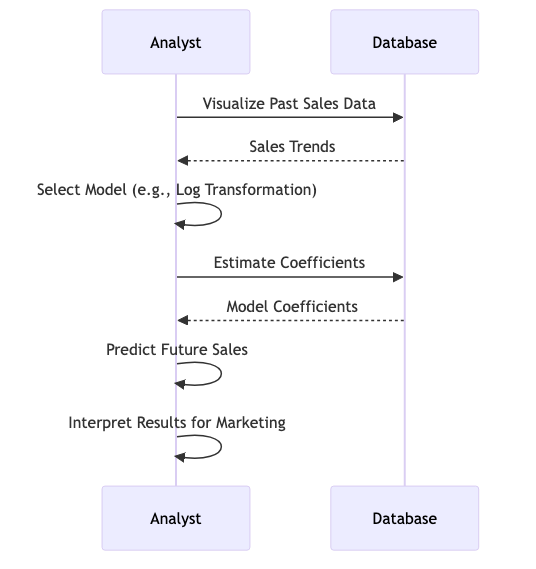 Analyst
Database
Visualize Past Sales Data
Sales Trends
Select Model (e.g., Log Transformation)
Estimate Coefficients
Model Coefficients
Predict Future Sales
Interpret Results for Marketing
Analyst
Database